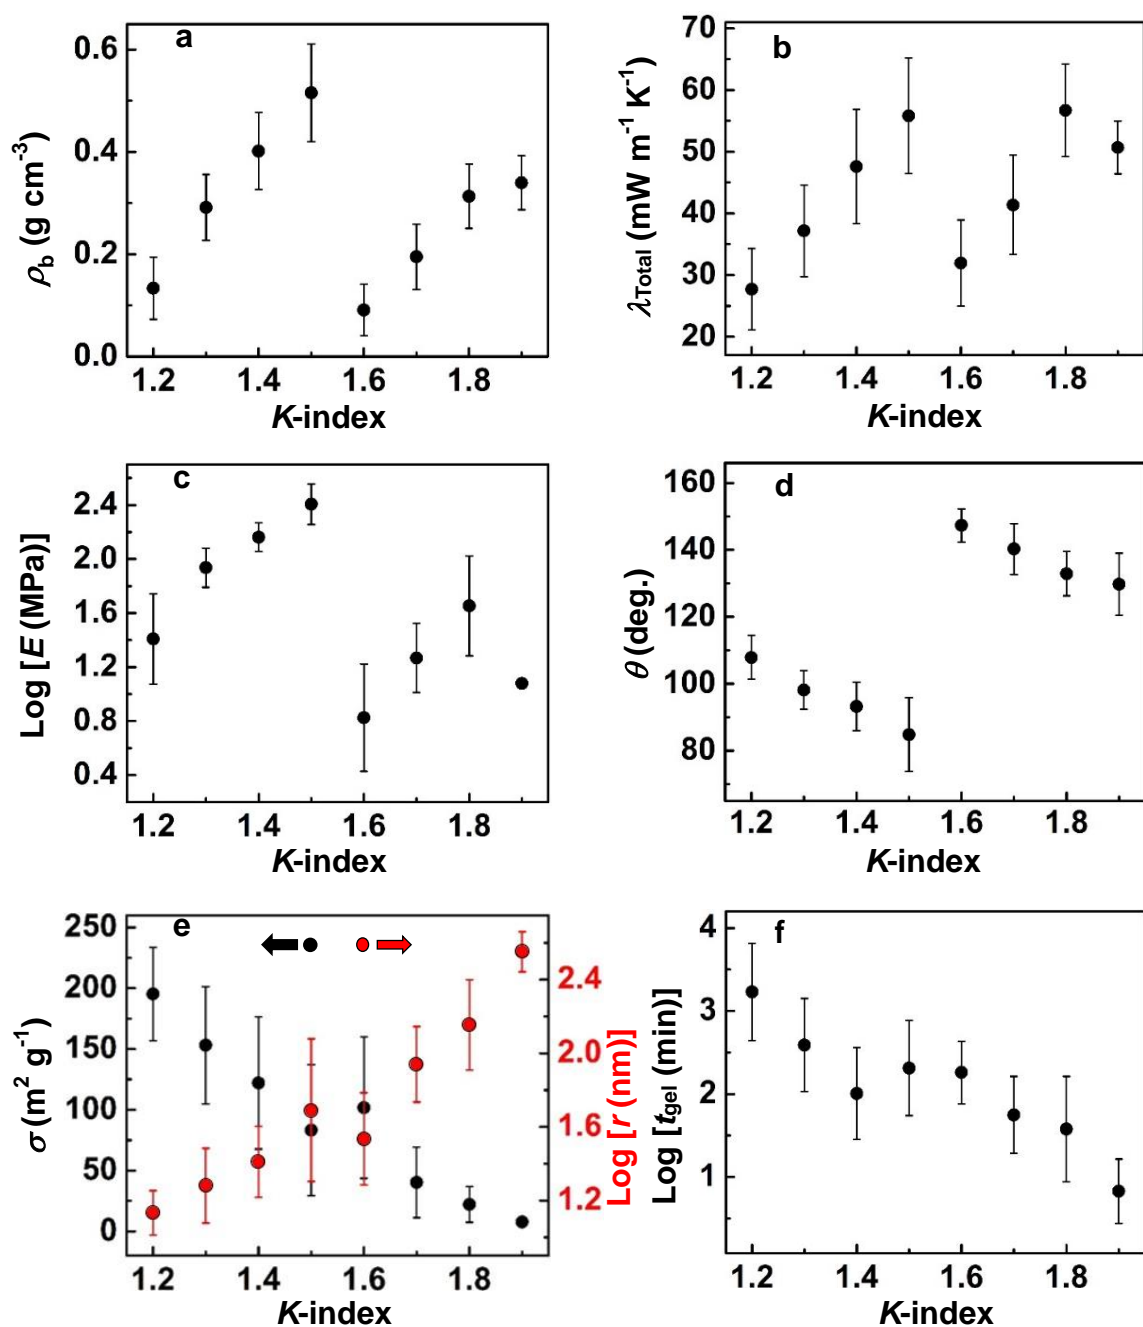 a
0.6
0.4
0.2
0.0
ρb (g cm-3)
1.2 1.4 1.6 1.8
K-index
b
70
60
50
40
30
20
λTotal (mW m-1 K-1)
1.2 1.4 1.6 1.8
K-index
c
2.4
2.0
1.6
1.2
0.8
0.4
Log [E (MPa)]
1.2 1.4 1.6 1.8
K-index
d
160
140
120
100
80
θ (deg.)
1.2 1.4 1.6 1.8
K-index
e
250
200
150
100
50
0
σ (m2 g-1)
2.4
2.0
1.6
1.2
Log [r (nm)]
1.2 1.4 1.6 1.8
K-index
f
4
3
2
1
Log [tgel (min)]
1.2 1.4 1.6 1.8
K-index